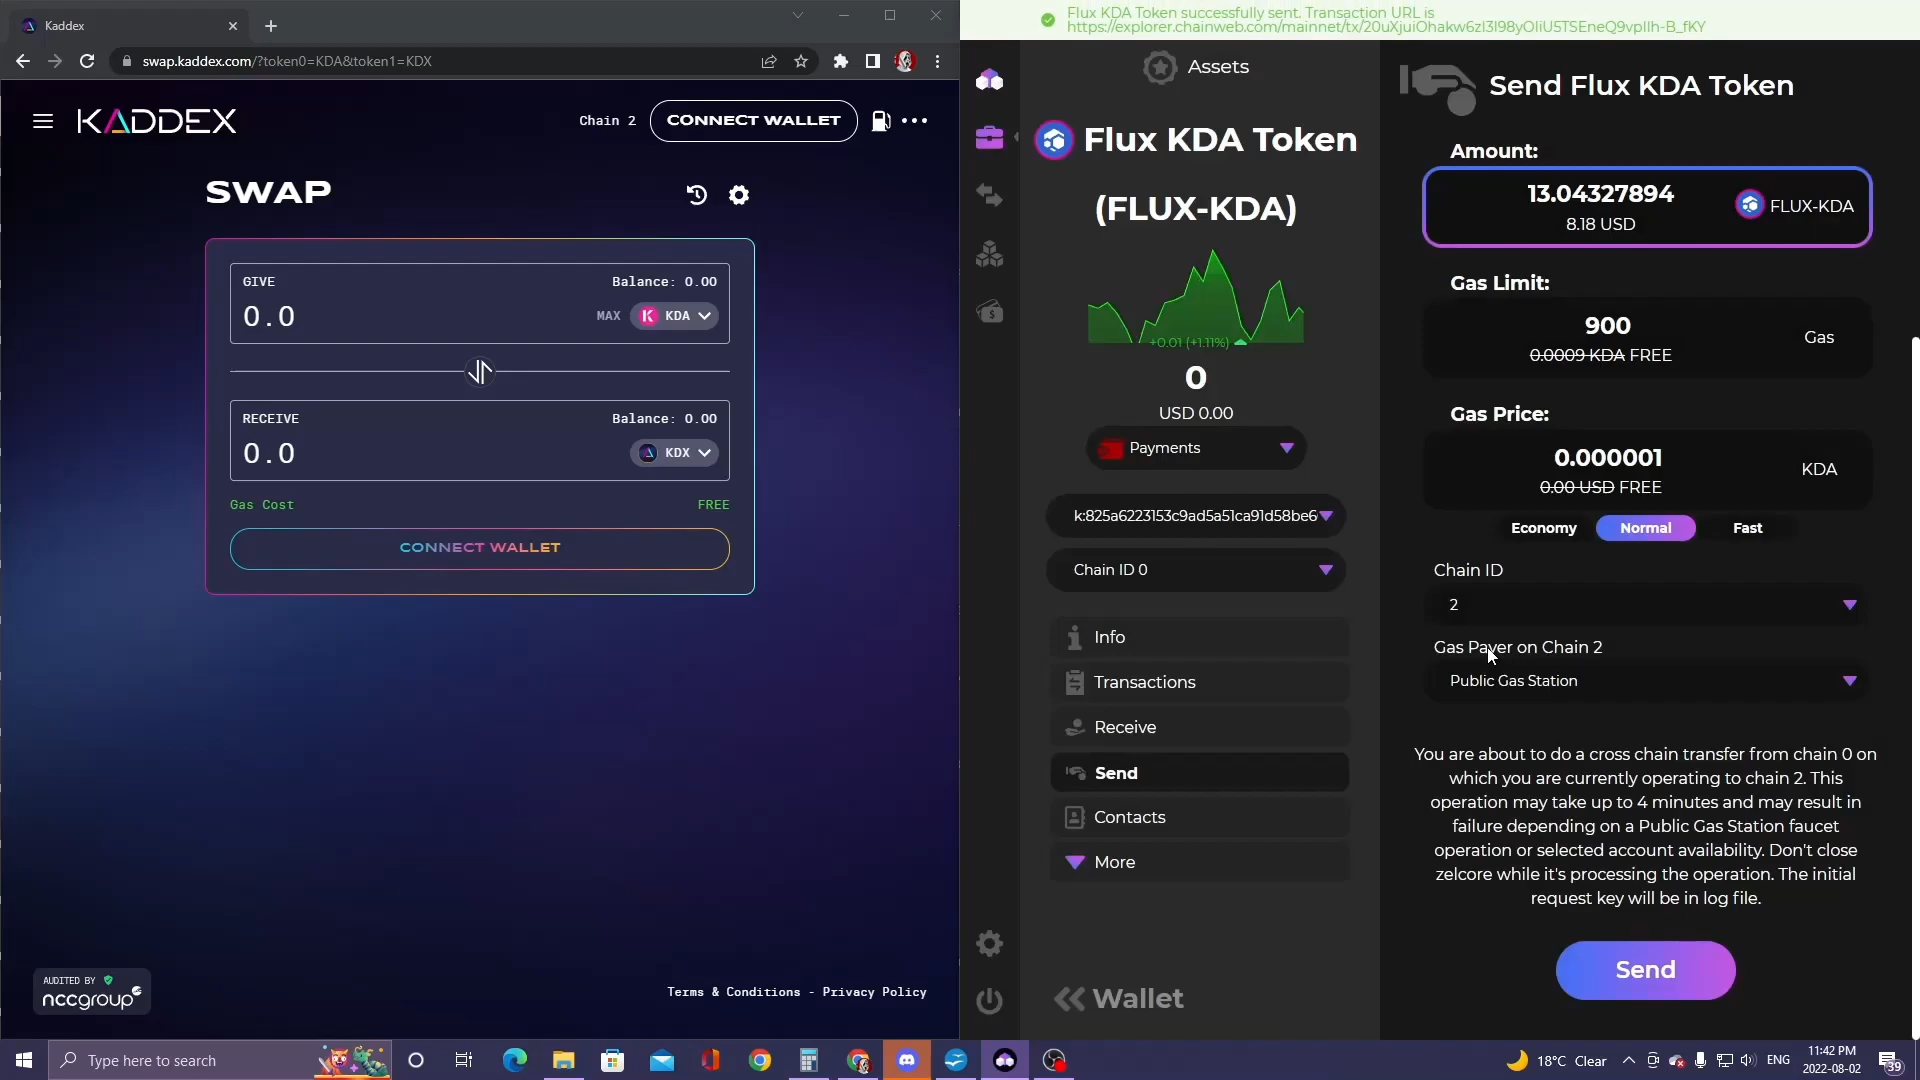 Kaddex
swap.kaddex.com/?token0=KDA&token1=KDX
KADDEX
Chain 2
CONNECT WALLET
SWAP
GIVE
Balance: 0.00
0.0
MAX
KDA
RECEIVE
Balance: 0.00
0.0
KDX
Gas Cost
FREE
CONNECT WALLET
AUDITED BY
nccgroup
Terms & Conditions - Privacy Policy
Flux KDA Token successfully sent. Transaction URL is
https://explorer.chainweb.com/mainnet/tx/20uXjuiOhakw6zI3I98yOIiU5TSEneQ9vplIh-B_fKY
Assets
Flux KDA Token
(FLUX-KDA)
+0.01 (+1.11%)
0
USD 0.00
Payments
k:825a6223153c9ad5a51ca91d58be6
Chain ID 0
Info
Transactions
Receive
Send
Contacts
More
Wallet
Send Flux KDA Token
Amount:
13.04327894
8.18 USD
FLUX-KDA
Gas Limit:
900
0.0009 KDA FREE
Gas
Gas Price:
0.000001
0.00 USD FREE
KDA
Economy
Normal
Fast
Chain ID
2
Gas Payer on Chain 2
Public Gas Station
You are about to do a cross chain transfer from chain 0 on
which you are currently operating to chain 2. This
operation may take up to 4 minutes and may result in
failure depending on a Public Gas Station faucet
operation or selected account availability. Don't close
zelcore while it's processing the operation. The initial
request key will be in log file.
Send
Type here to search
18°C Clear
ENG
11:42 PM
2022-08-02
39